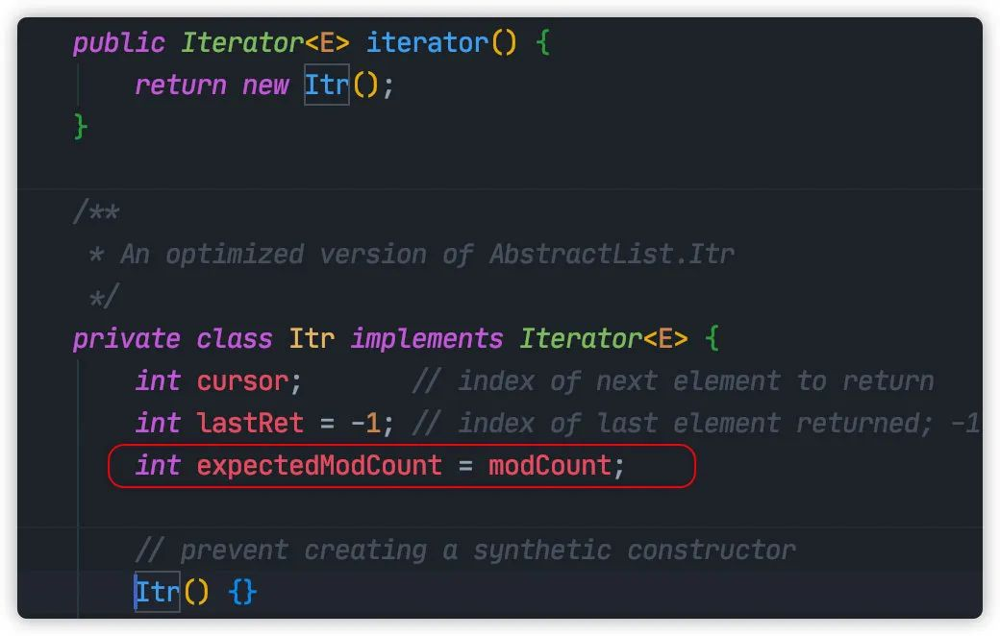 public Iterator<E> iterator() {
    return new Itr();
}
/**
 * An optimized version of AbstractList.Itr
 */
private class Itr implements Iterator<E> {
    int cursor;       // index of next element to return
    int lastRet = -1; // index of last element returned; -1
    int expectedModCount = modCount;
    // prevent creating a synthetic constructor
    Itr() {}